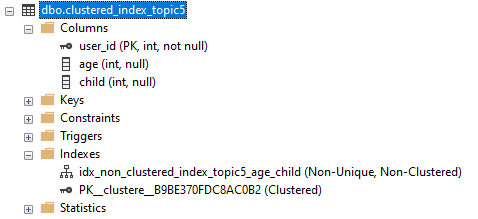 dbo.clustered_index_topic5
Columns
user_id (PK, int, not null)
age (int, null)
child (int, null)
Keys
Constraints
Triggers
Indexes
idx_non_clustered_index_topic5_age_child (Non-Unique, Non-Clustered)
PK__clustere__B9BE370FDC8AC0B2 (Clustered)
Statistics